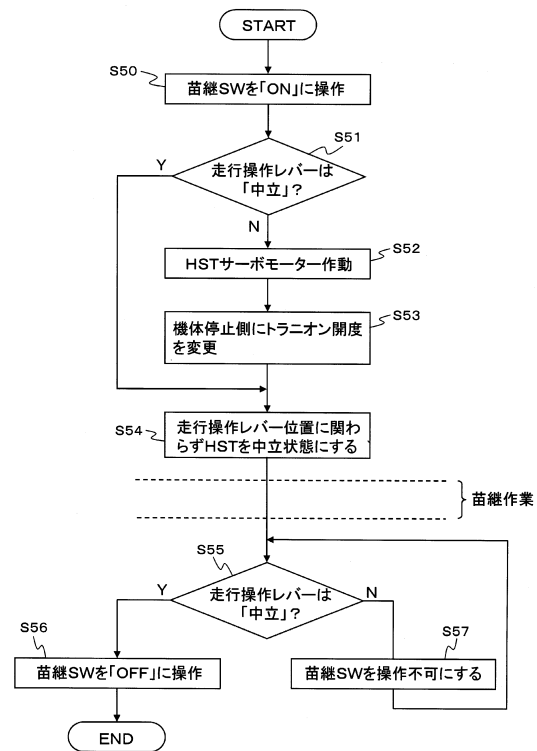 START
S50
苗継SWを「ON」に操作
S51
走行操作レバーは
「中立」?
Y
N
S52
HSTサーボモーター作動
S53
機体停止側にトラニオン開度
を変更
S54
走行操作レバー位置に関わ
らずHSTを中立状態にする
苗継作業
S55
走行操作レバーは
「中立」?
Y
N
S56
苗継SWを「OFF」に操作
S57
苗継SWを操作不可にする
END